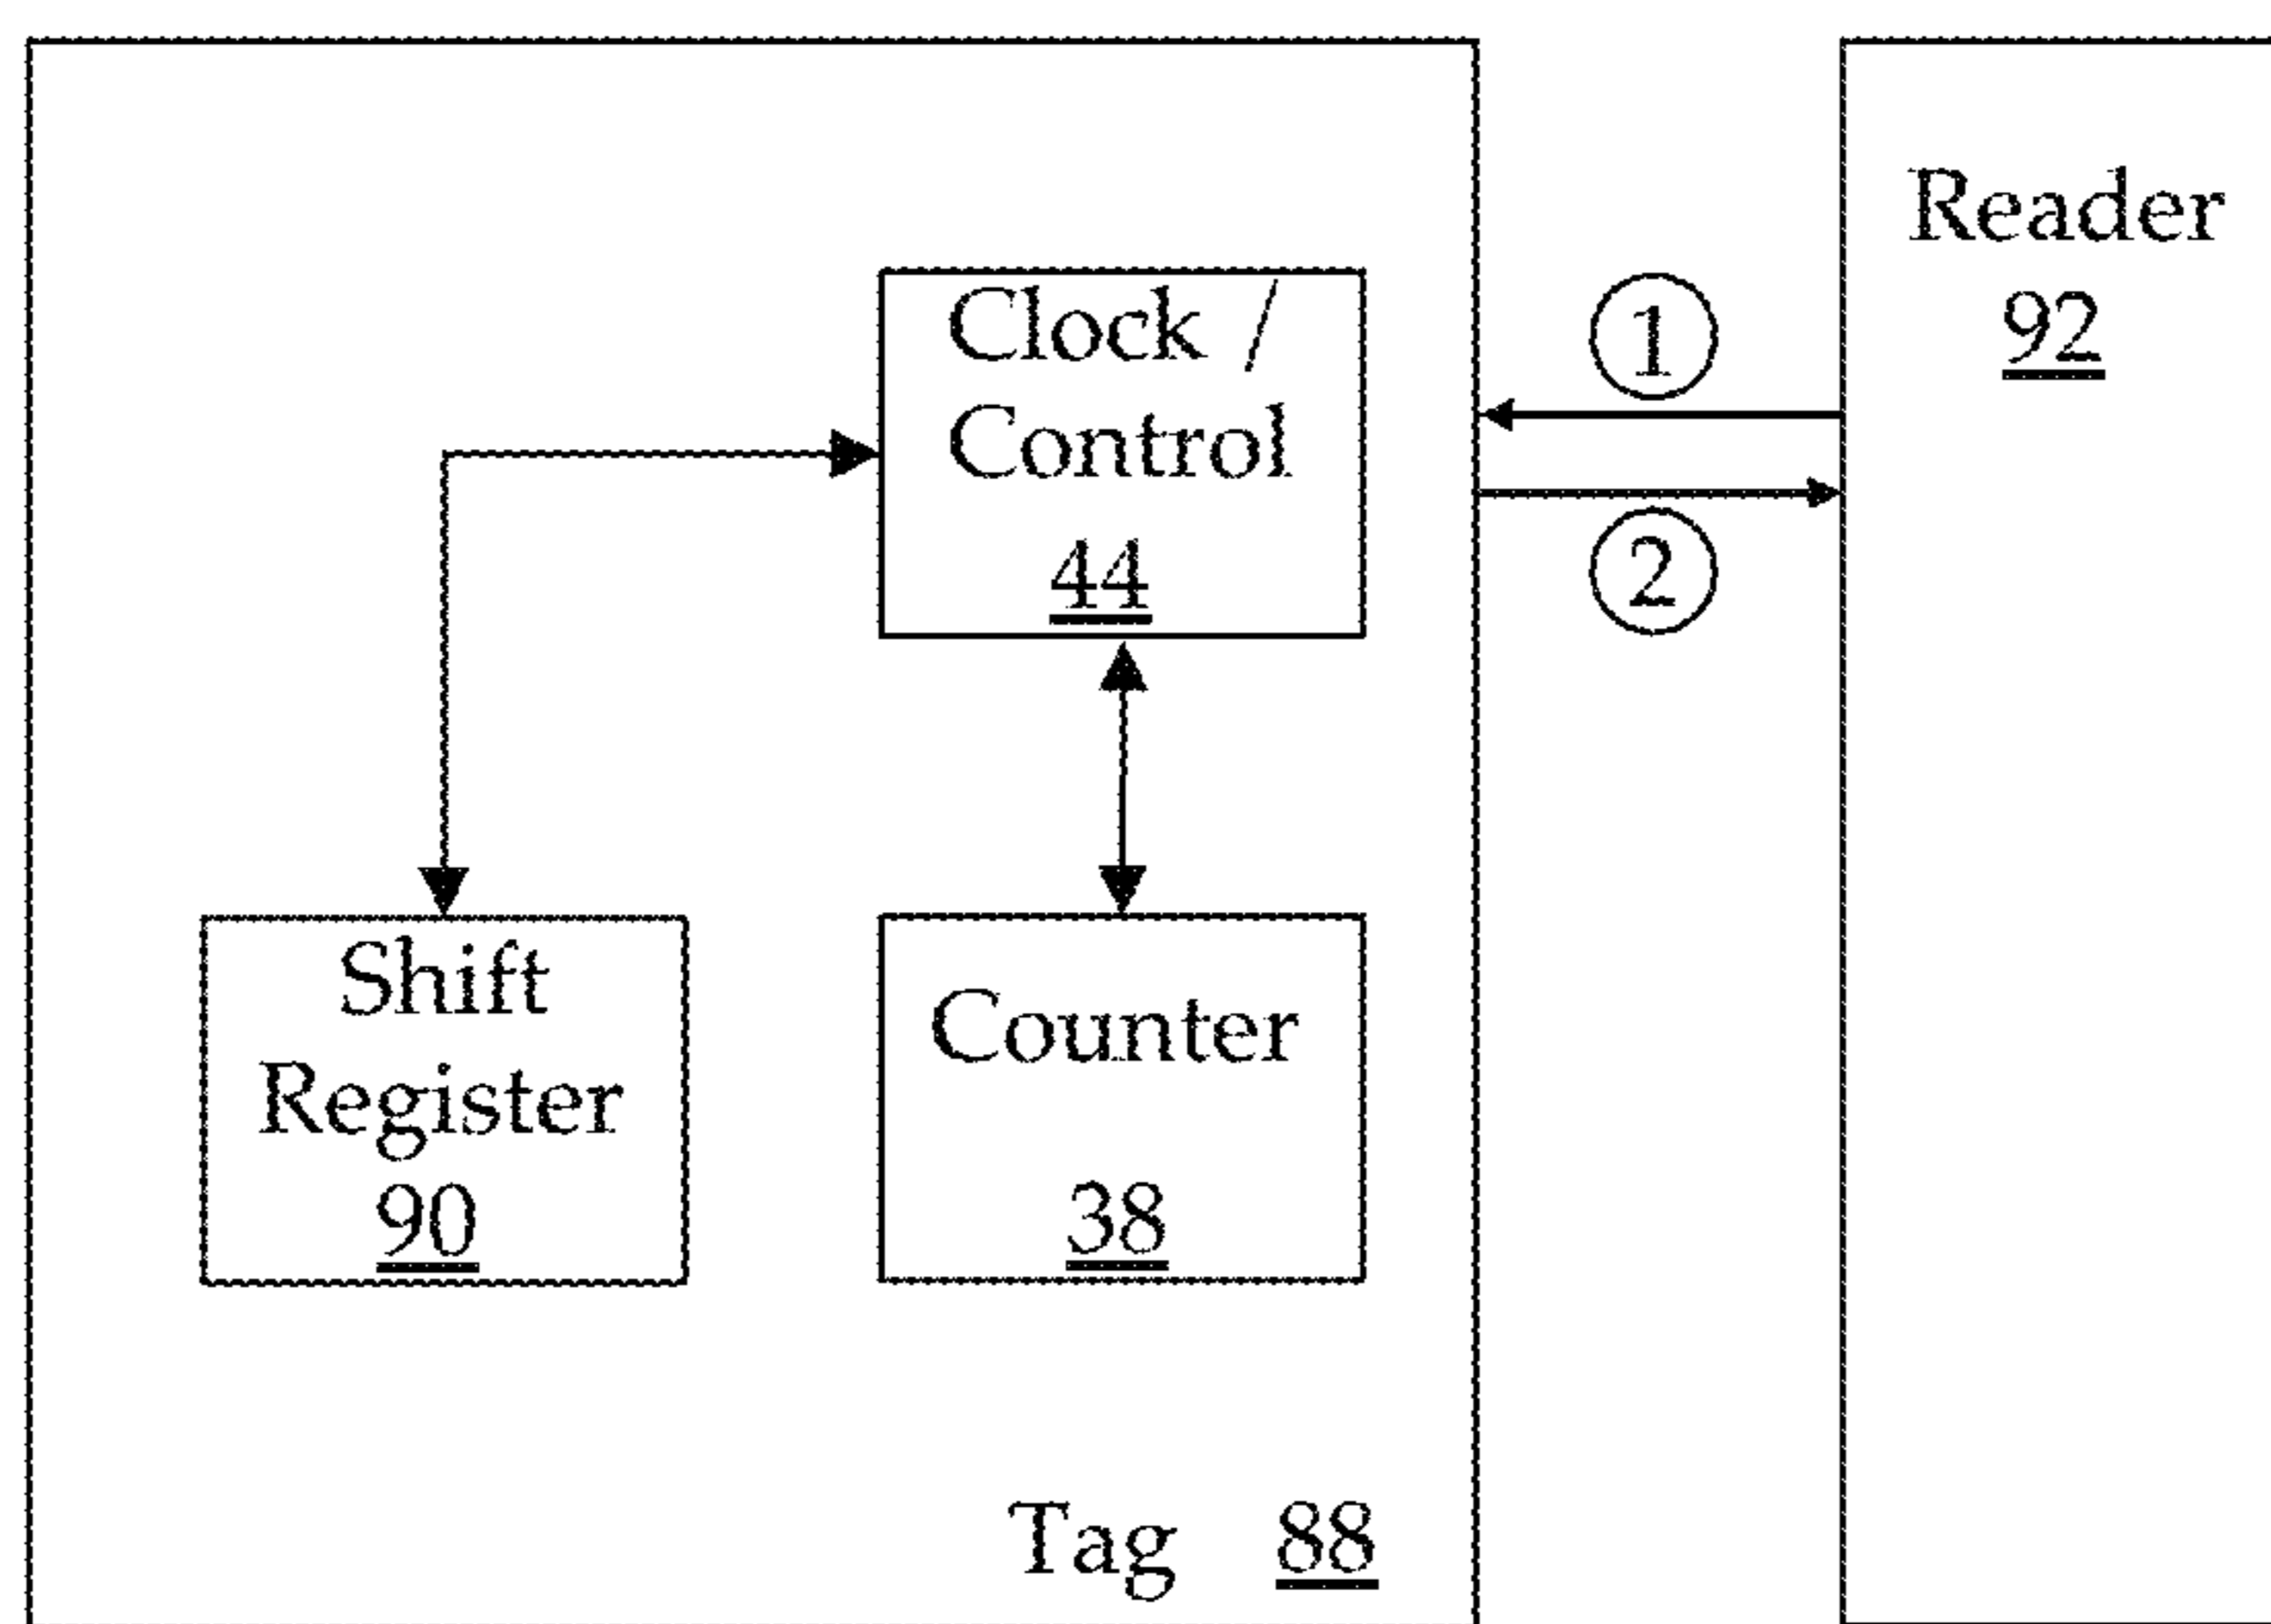 Clock /
Control
44
Shift
Register
90
Counter
38
Tag 88
1
2
Reader
92